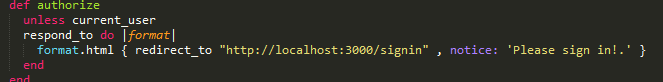 def authorize
unless current_user
respond_to do |format|
format.html { redirect_to "http://localhost:3000/signin" , notice: 'Please sign in!.' }
end
end